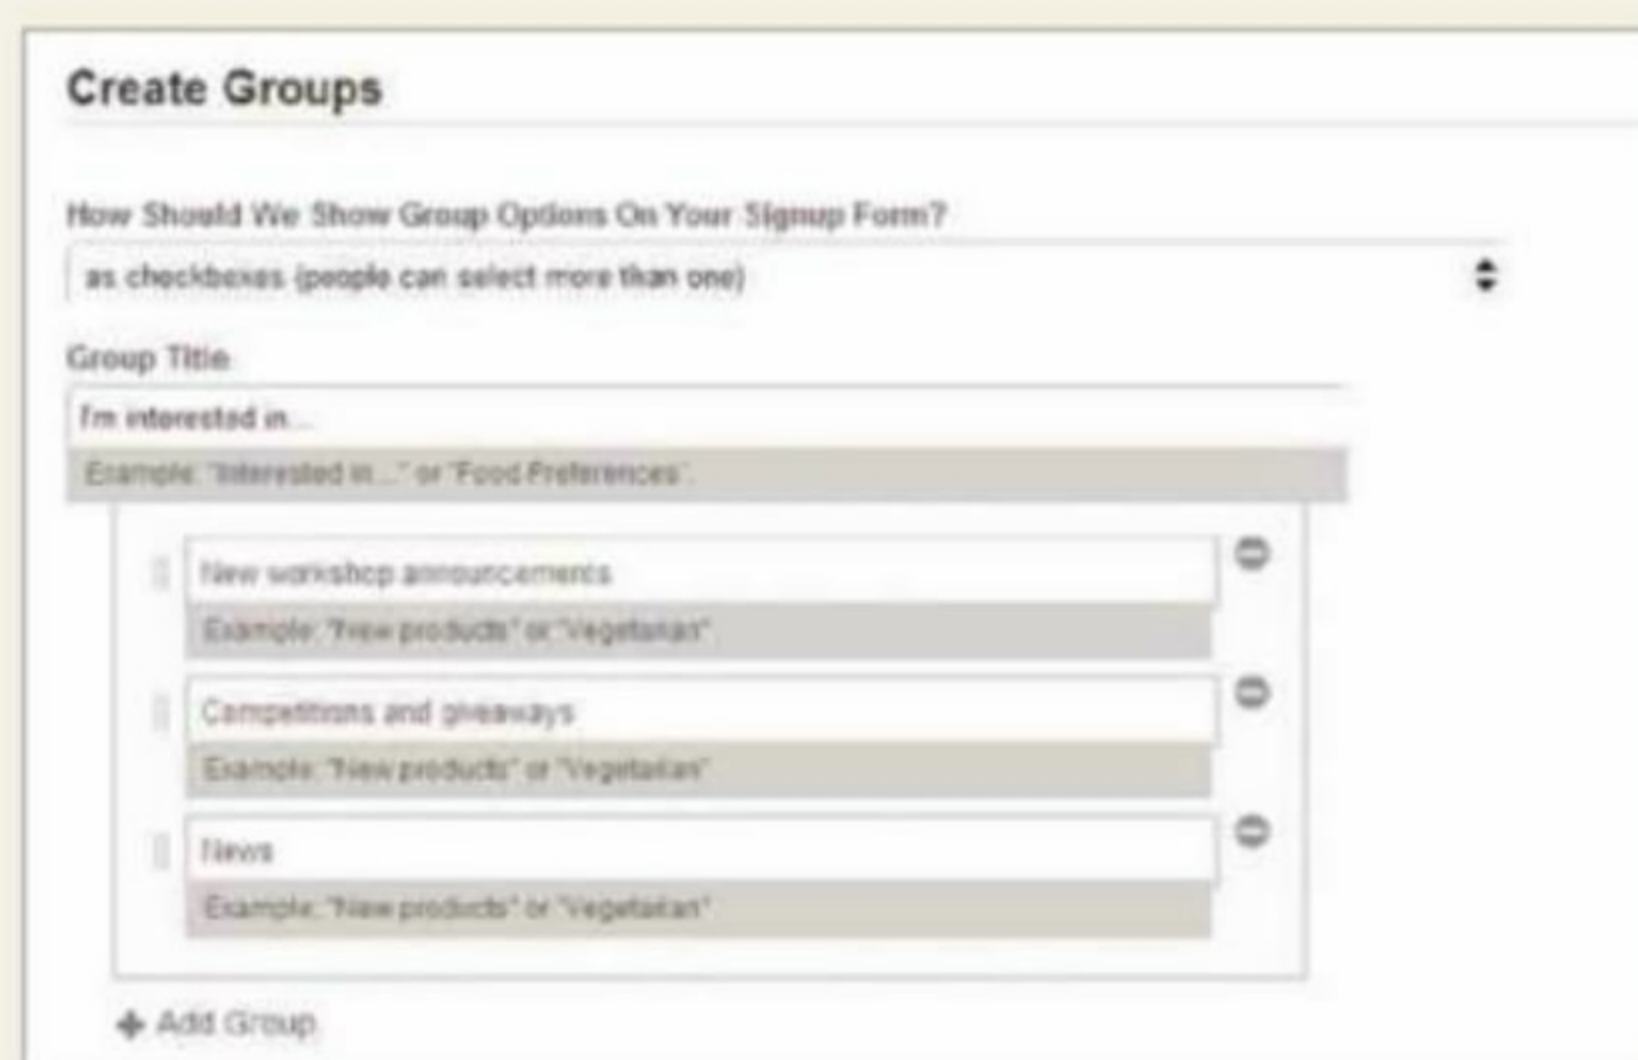 Create Groups
How Should We Show Group Options On Your Signup Form?
as checkboxes (people can select more than one)
Group Title
I'm interested in...
Example: "Interested in..." or "Food Preferences".
New workshop announcements
Example: "New products" or "Vegetarian"
Competitions and giveaways
Example: "New products" or "Vegetarian"
News
Example: "New products" or "Vegetarian"
Add Group